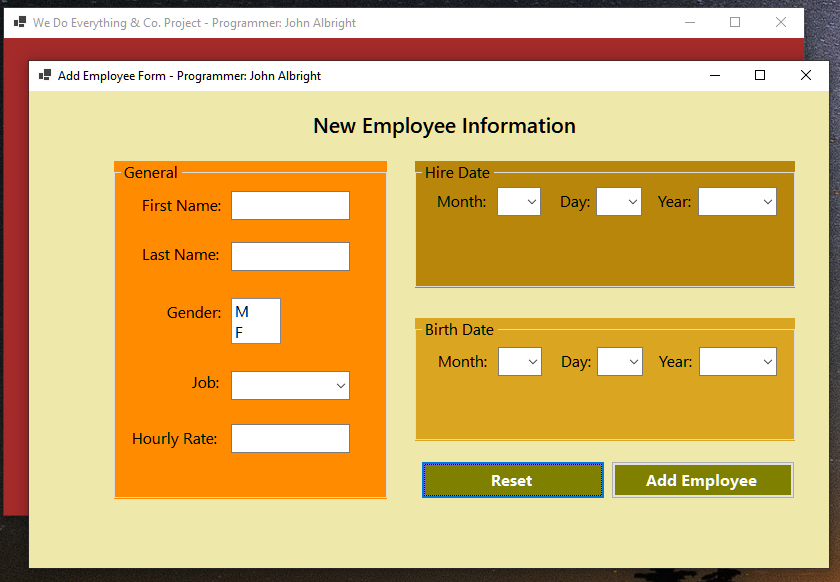 We Do Everything & Co. Project - Programmer: John Albright
Add Employee Form - Programmer: John Albright
New Employee Information
General
First Name:
Last Name:
Gender:
M
F
Job:
Hourly Rate:
Hire Date
Month: Day: Year:
Birth Date
Month: Day: Year:
Reset Add Employee